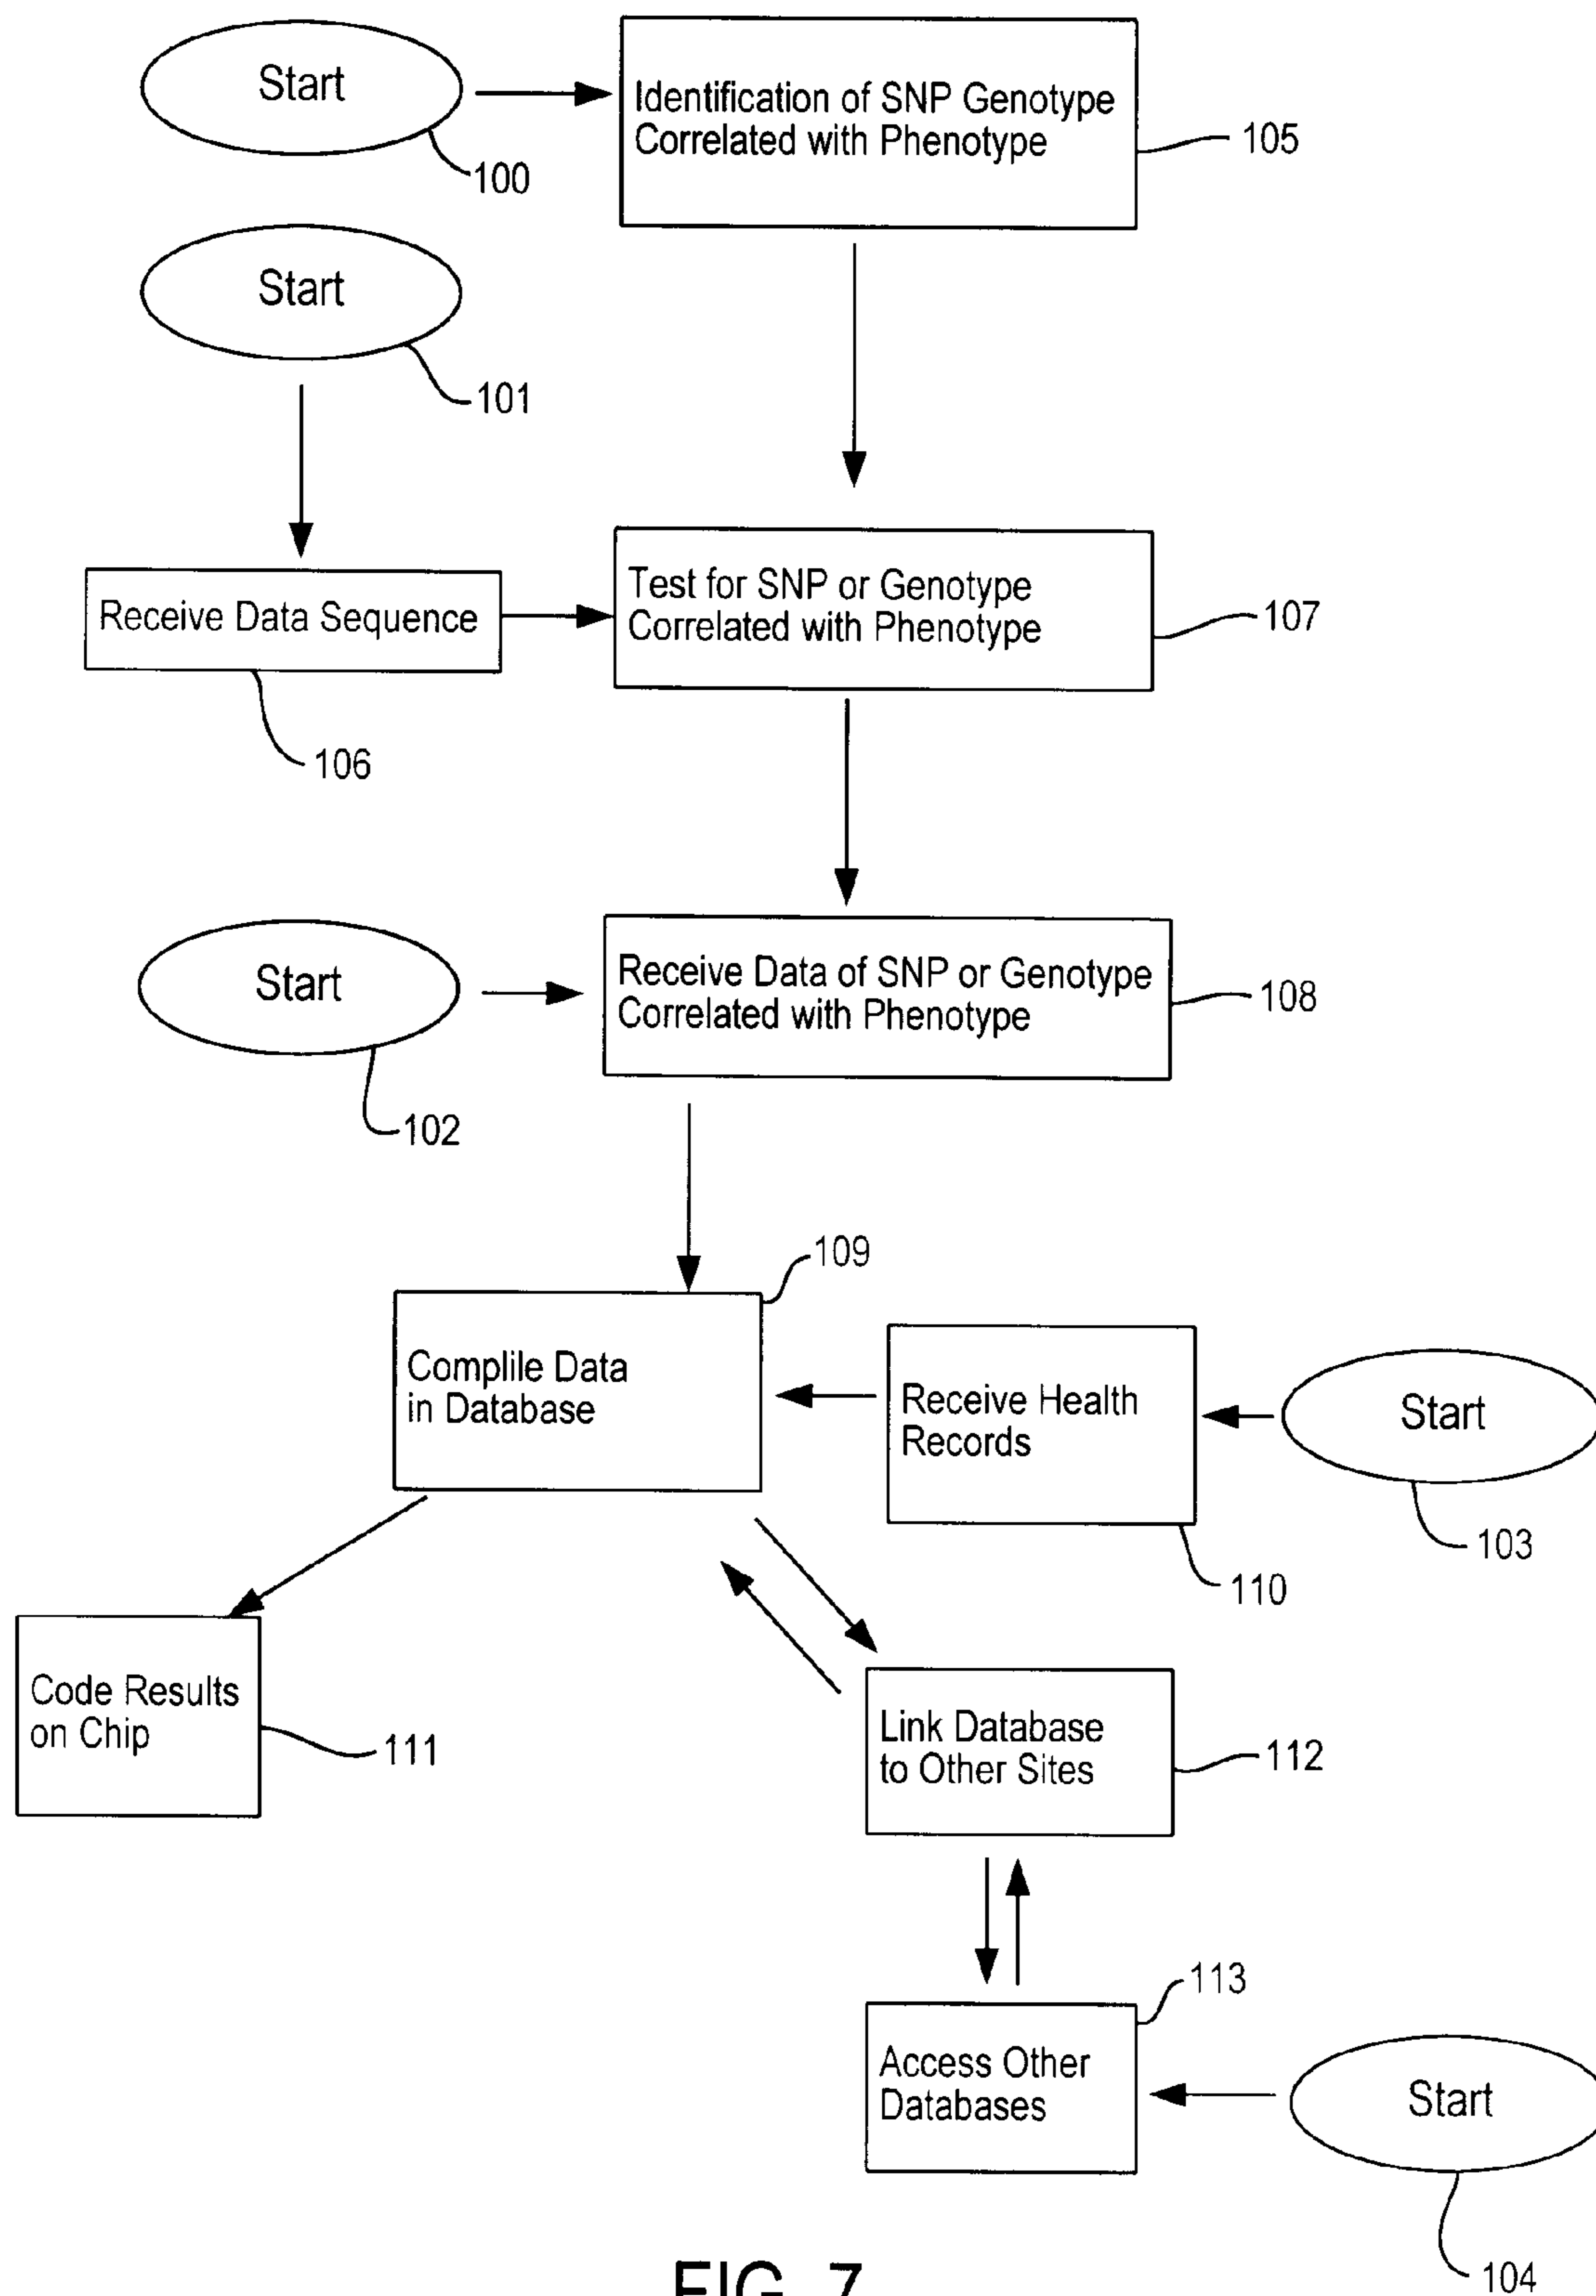 Start
Identification of SNP Genotype
Correlated with Phenotype
105
100
Start
101
Receive Data Sequence
Test for SNP or Genotype
Correlated with Phenotype
107
106
Start
Receive Data of SNP or Genotype
Correlated with Phenotype
108
102
109
Complile Data
in Database
Receive Health
Records
Start
103
110
Code Results
on Chip
111
Link Database
to Other Sites
112
113
Access Other
Databases
Start
104
FIG. 7